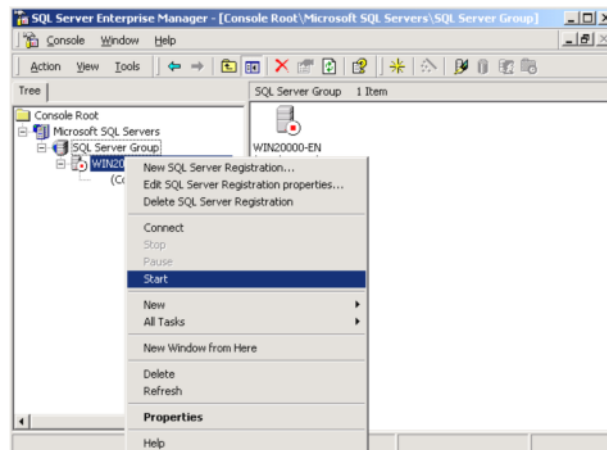 SQL Server Enterprise Manager - [Console Root\Microsoft SQL Servers\SQL Server Group]
Console Window Help
Action View Tools
Tree
SQL Server Group 1 Item
Console Root
Microsoft SQL Servers
SQL Server Group
WIN20
(Co
WIN20000-EN
New SQL Server Registration...
Edit SQL Server Registration properties...
Delete SQL Server Registration
Connect
Stop
Pause
Start
New
All Tasks
New Window from Here
Delete
Refresh
Properties
Help